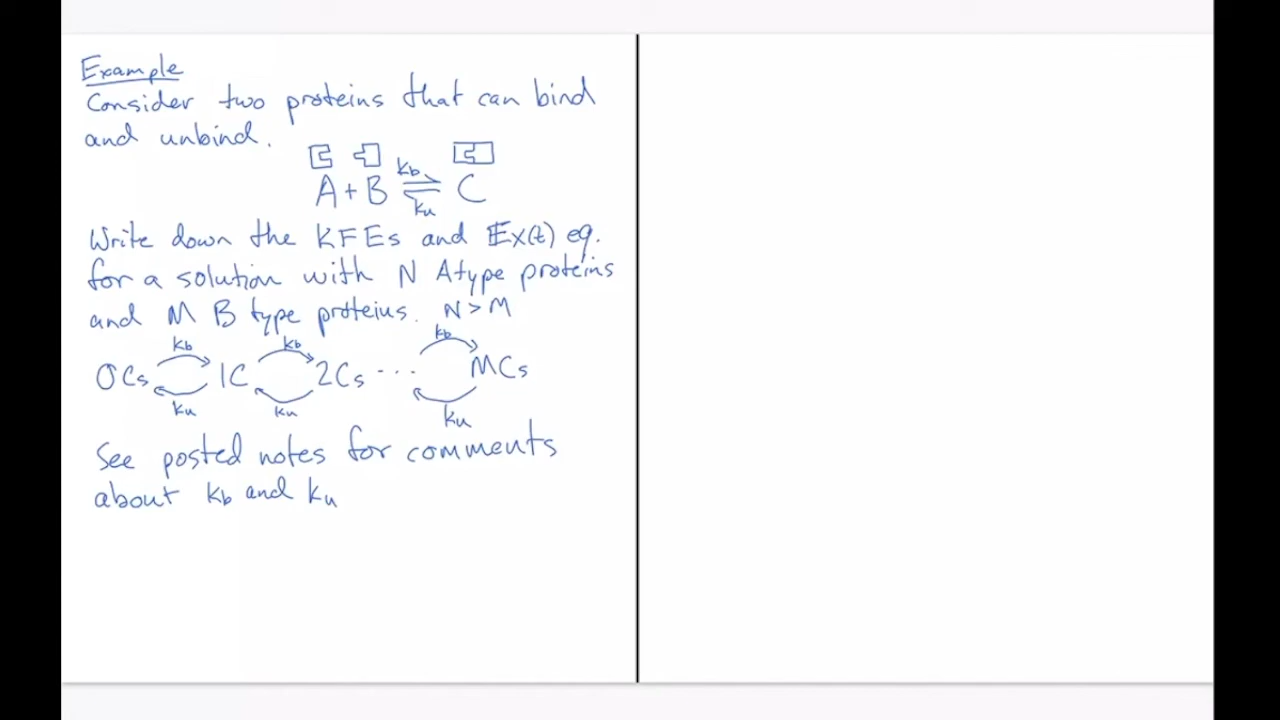 Example
Consider two proteins that can bind
and unbind.
kb
A + B ⇌ C
ku
Write down the KFEs and 𝔼x(t) eq.
for a solution with N A type proteins
and M B type proteins. N > M
kb kb kb
0Cs 1C 2Cs ... MCs
ku ku ku
See posted notes for comments
about kb and ku